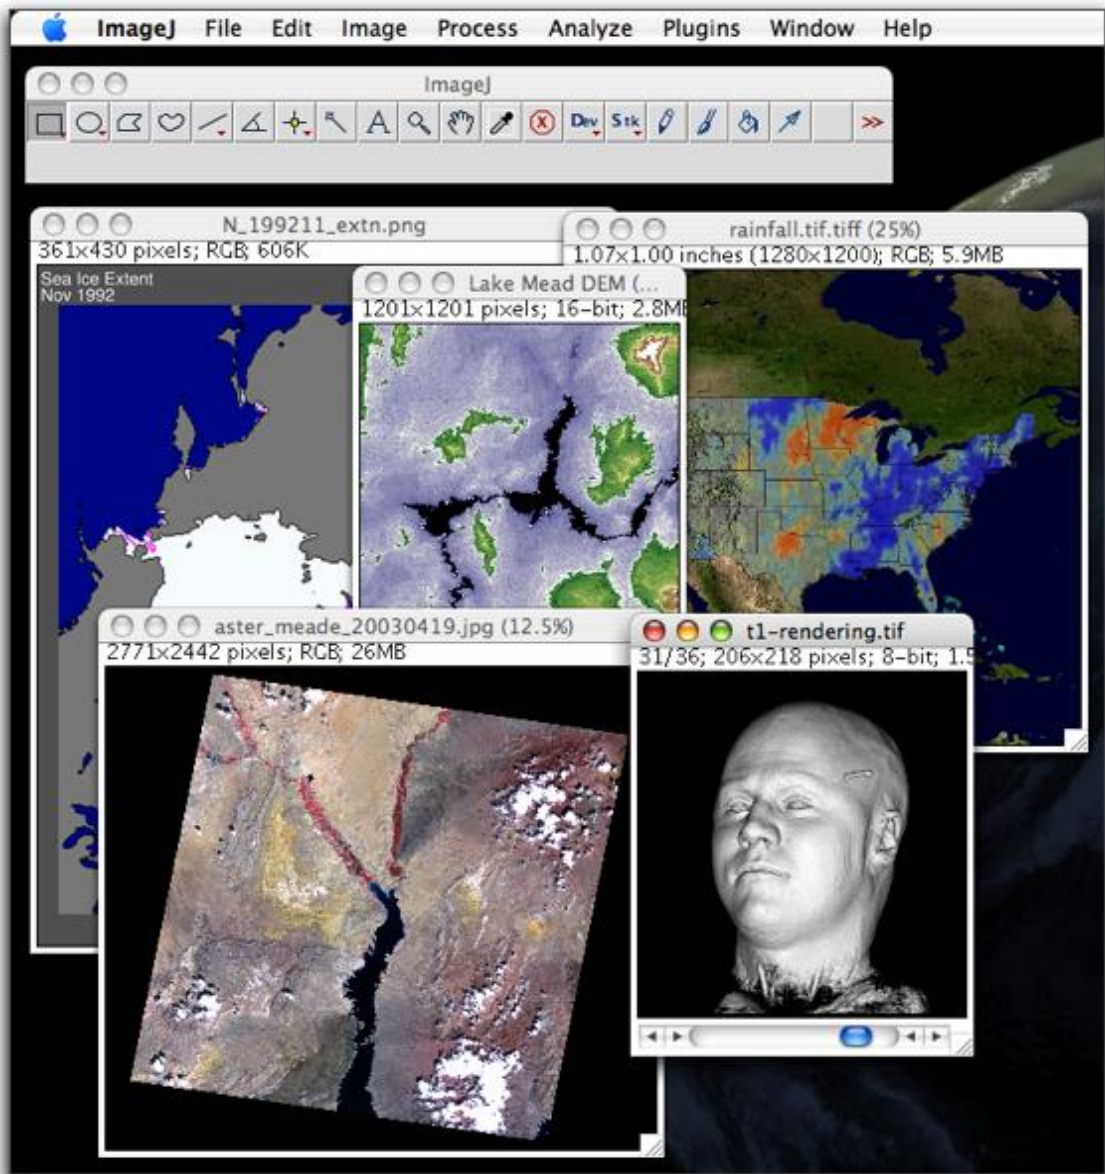 ImageJ File Edit Image Process Analyze Plugins Window Help
ImageJ
A Dev Stk >>
N_199211_extn.png
361x430 pixels; RGB; 606K
Sea Ice Extent
Nov 1992
Lake Mead DEM (...
1201x1201 pixels; 16-bit; 2.8M
rainfall.tif.tiff (25%)
1.07x1.00 inches (1280x1200); RGB; 5.9MB
aster_meade_20030419.jpg (12.5%)
2771x2442 pixels; RGB; 26MB
t1-rendering.tif
31/36; 206x218 pixels; 8-bit; 1.5